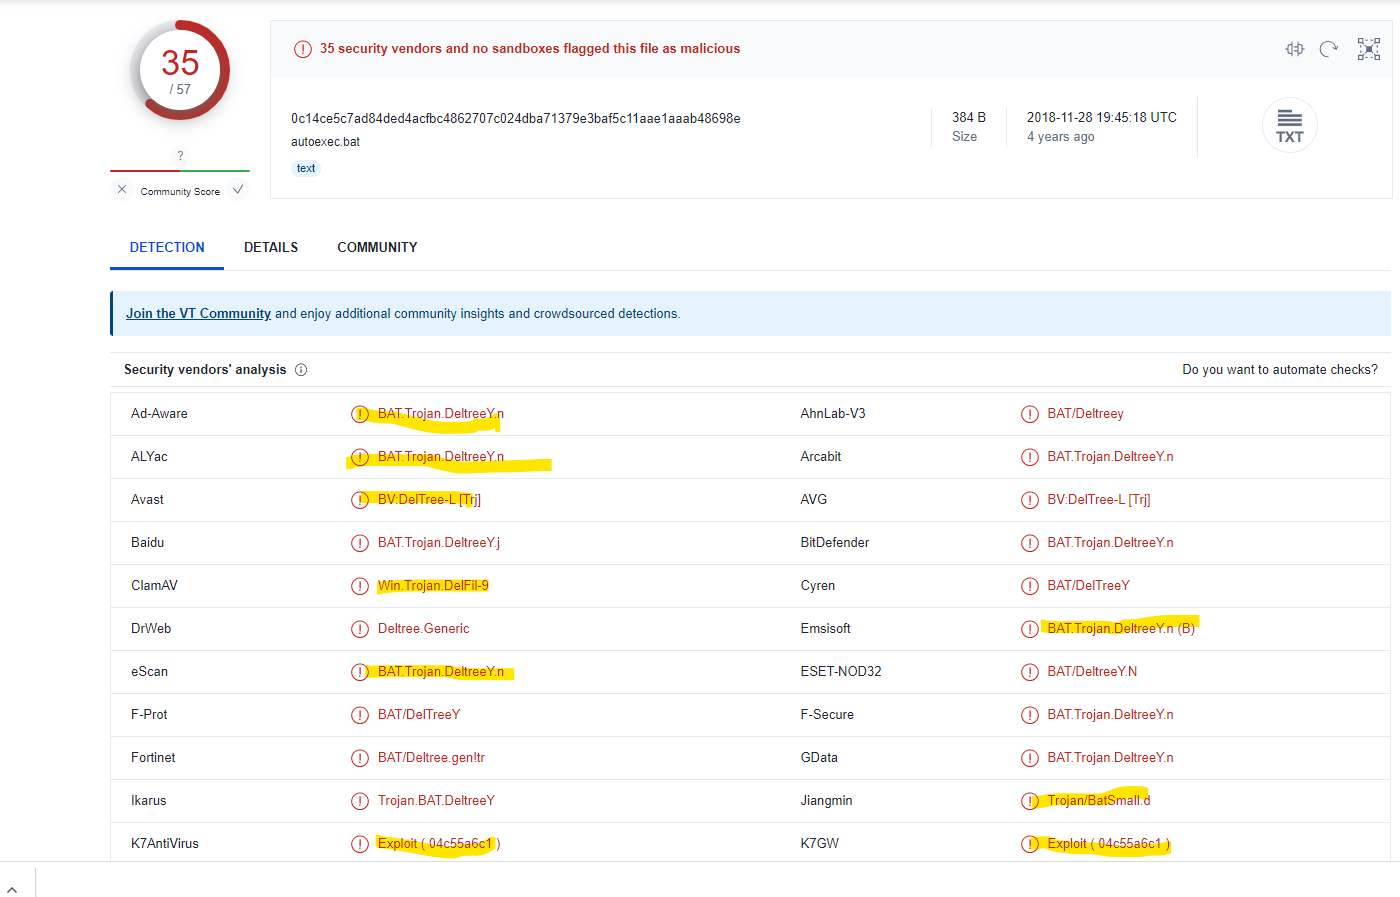 35
/ 57
?
Community Score
35 security vendors and no sandboxes flagged this file as malicious
0c14ce5c7ad84ded4acfbc4862707c024dba71379e3baf5c11aae1aaab48698e
autoexec.bat
text
384 B
Size
2018-11-28 19:45:18 UTC
4 years ago
TXT
DETECTION DETAILS COMMUNITY
Join the VT Community and enjoy additional community insights and crowdsourced detections.
Security vendors' analysis Do you want to automate checks?
Ad-Aware BAT.Trojan.DeltreeY.n AhnLab-V3 BAT/Deltreey
ALYac BAT.Trojan.DeltreeY.n Arcabit BAT.Trojan.DeltreeY.n
Avast BV:DelTree-L [Trj] AVG BV:DelTree-L [Trj]
Baidu BAT.Trojan.DeltreeY.j BitDefender BAT.Trojan.DeltreeY.n
ClamAV Win.Trojan.DelFil-9 Cyren BAT/DelTreeY
DrWeb Deltree.Generic Emsisoft BAT.Trojan.DeltreeY.n (B)
eScan BAT.Trojan.DeltreeY.n ESET-NOD32 BAT/DeltreeY.N
F-Prot BAT/DelTreeY F-Secure BAT.Trojan.DeltreeY.n
Fortinet BAT/Deltree.gen!tr GData BAT.Trojan.DeltreeY.n
Ikarus Trojan.BAT.DeltreeY Jiangmin Trojan/BatSmall.d
K7AntiVirus Exploit ( 04c55a6c1 ) K7GW Exploit ( 04c55a6c1 )